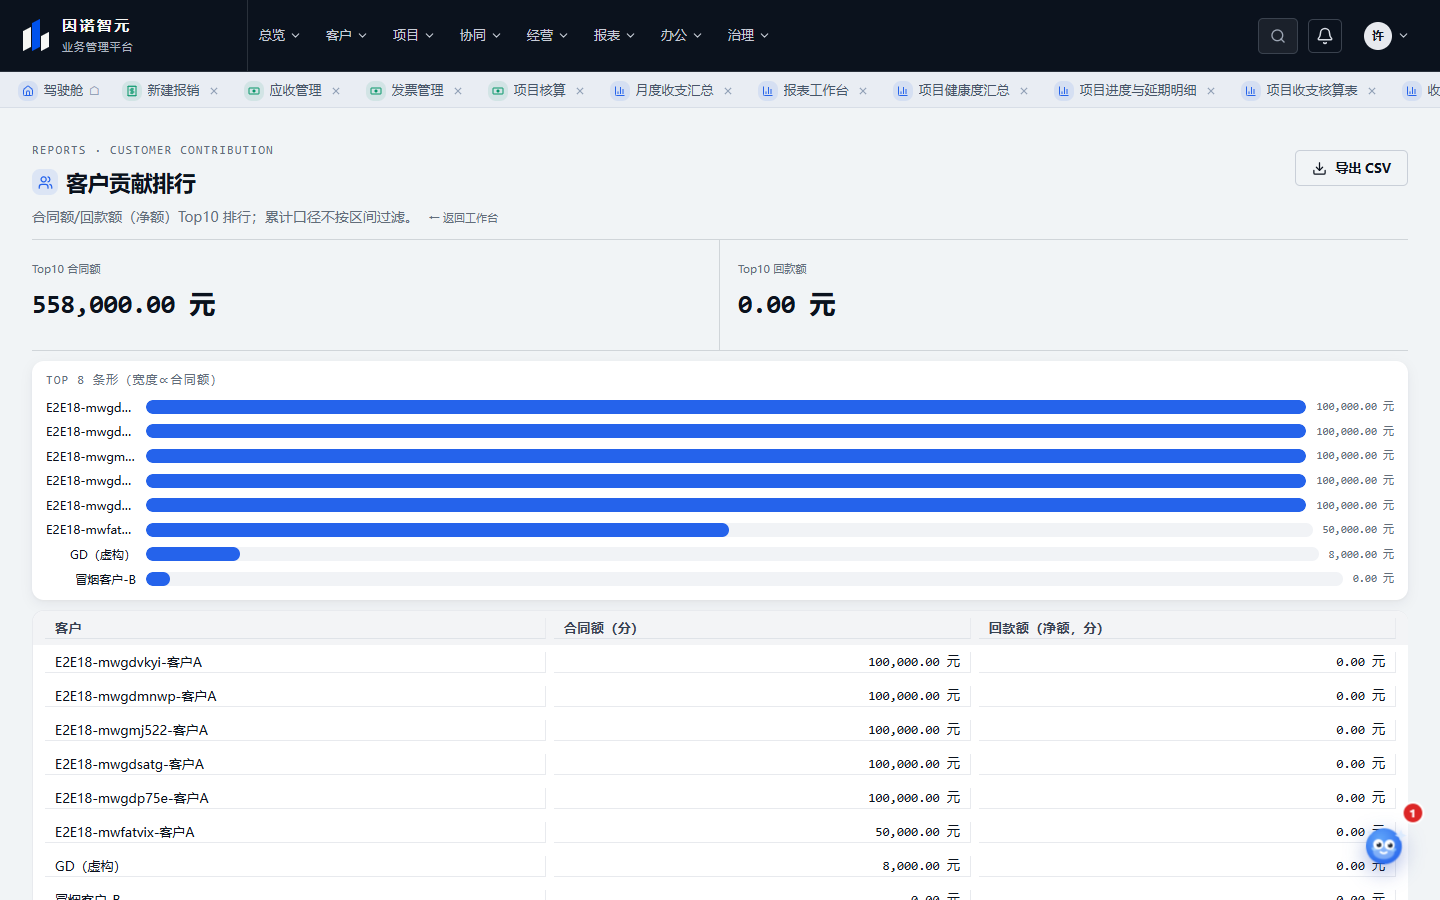 因诺智元
业务管理平台
总览 客户 项目 协同 经营 报表 办公 治理
许
驾驶舱 新建报销 应收管理 发票管理 项目核算 月度收支汇总 报表工作台 项目健康度汇总 项目进度与延期明细 项目收支核算表 收
REPORTS · CUSTOMER CONTRIBUTION
客户贡献排行
导出 CSV
合同额/回款额（净额）Top10 排行；累计口径不按区间过滤。 ←返回工作台
Top10 合同额
558,000.00 元
Top10 回款额
0.00 元
TOP 8 条形（宽度∝合同额）
E2E18-mwgd... 100,000.00 元
E2E18-mwgd... 100,000.00 元
E2E18-mwgm... 100,000.00 元
E2E18-mwgd... 100,000.00 元
E2E18-mwgd... 100,000.00 元
E2E18-mwfat... 50,000.00 元
GD（虚构） 8,000.00 元
冒烟客户-B 0.00 元
客户 合同额（分） 回款额（净额，分）
E2E18-mwgdvkyi-客户A 100,000.00 元 0.00 元
E2E18-mwgdmnwp-客户A 100,000.00 元 0.00 元
E2E18-mwgmj522-客户A 100,000.00 元 0.00 元
E2E18-mwgdsatg-客户A 100,000.00 元 0.00 元
E2E18-mwgdp75e-客户A 100,000.00 元 0.00 元
E2E18-mwfatvix-客户A 50,000.00 元 0.00 元
GD（虚构） 8,000.00 元 0.00 元
冒烟客户-B 0.00 元 0.00 元
1